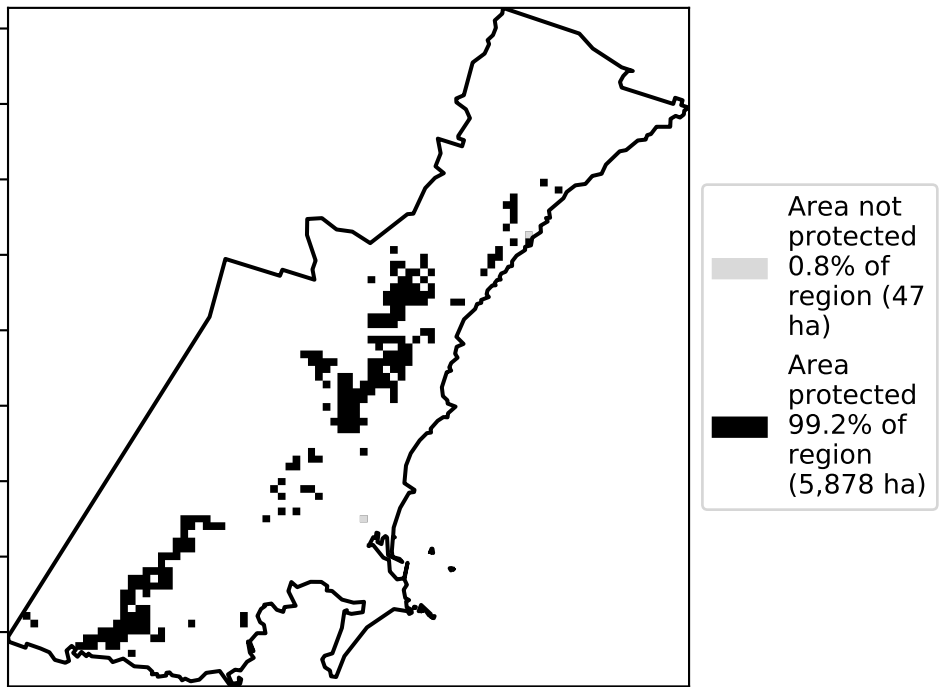 Area not
protected
0.8% of
region (47
ha)
Area
protected
99.2% of
region
(5,878 ha)